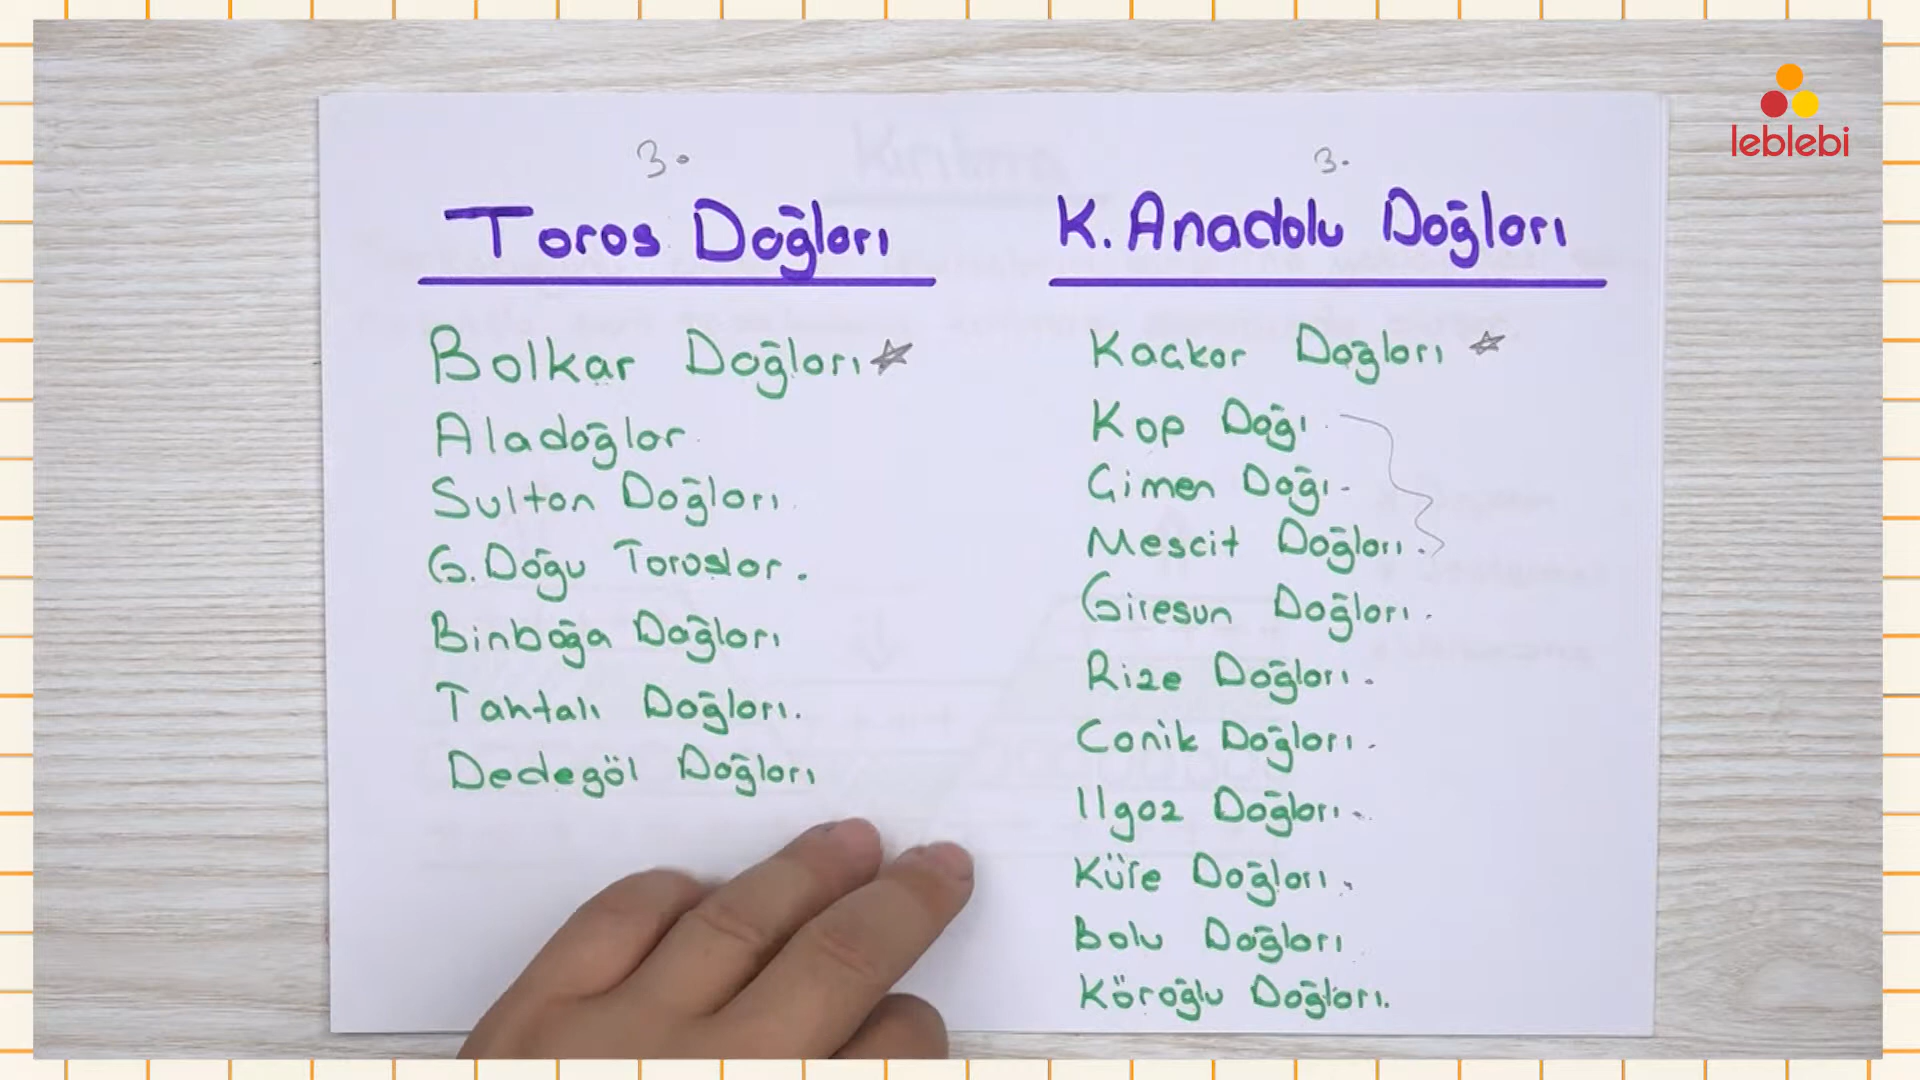 leblebi
3.
Toros Dağları
Bolkar Dağları
Aladağlar
Sultan Dağları
G. Doğu Toroslar.
Binboğa Dağları
Tahtalı Dağları.
Dedegöl Dağları
3.
K. Anadolu Dağları
Kaçkar Dağları
Kop Dağı
Çimen Dağı
Mescit Dağları.
Giresun Dağları.
Rize Dağları.
Canik Dağları.
Ilgaz Dağları.
Küre Dağları.
Bolu Dağları
Köroğlu Dağları.